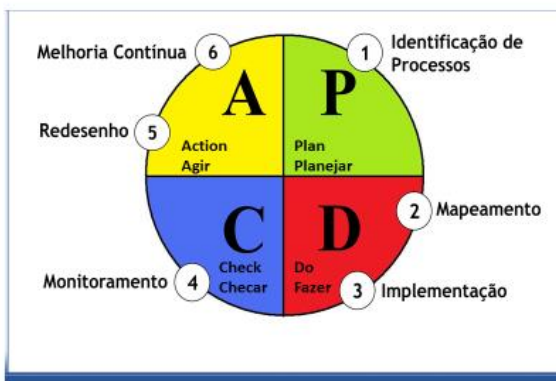 Melhoria Contínua
6
1
Identificação de
Processos
A
P
Redesenho
5
Action
Agir
Plan
Planejar
2
Mapeamento
C
D
Monitoramento
4
Check
Checar
Do
Fazer
3
Implementação